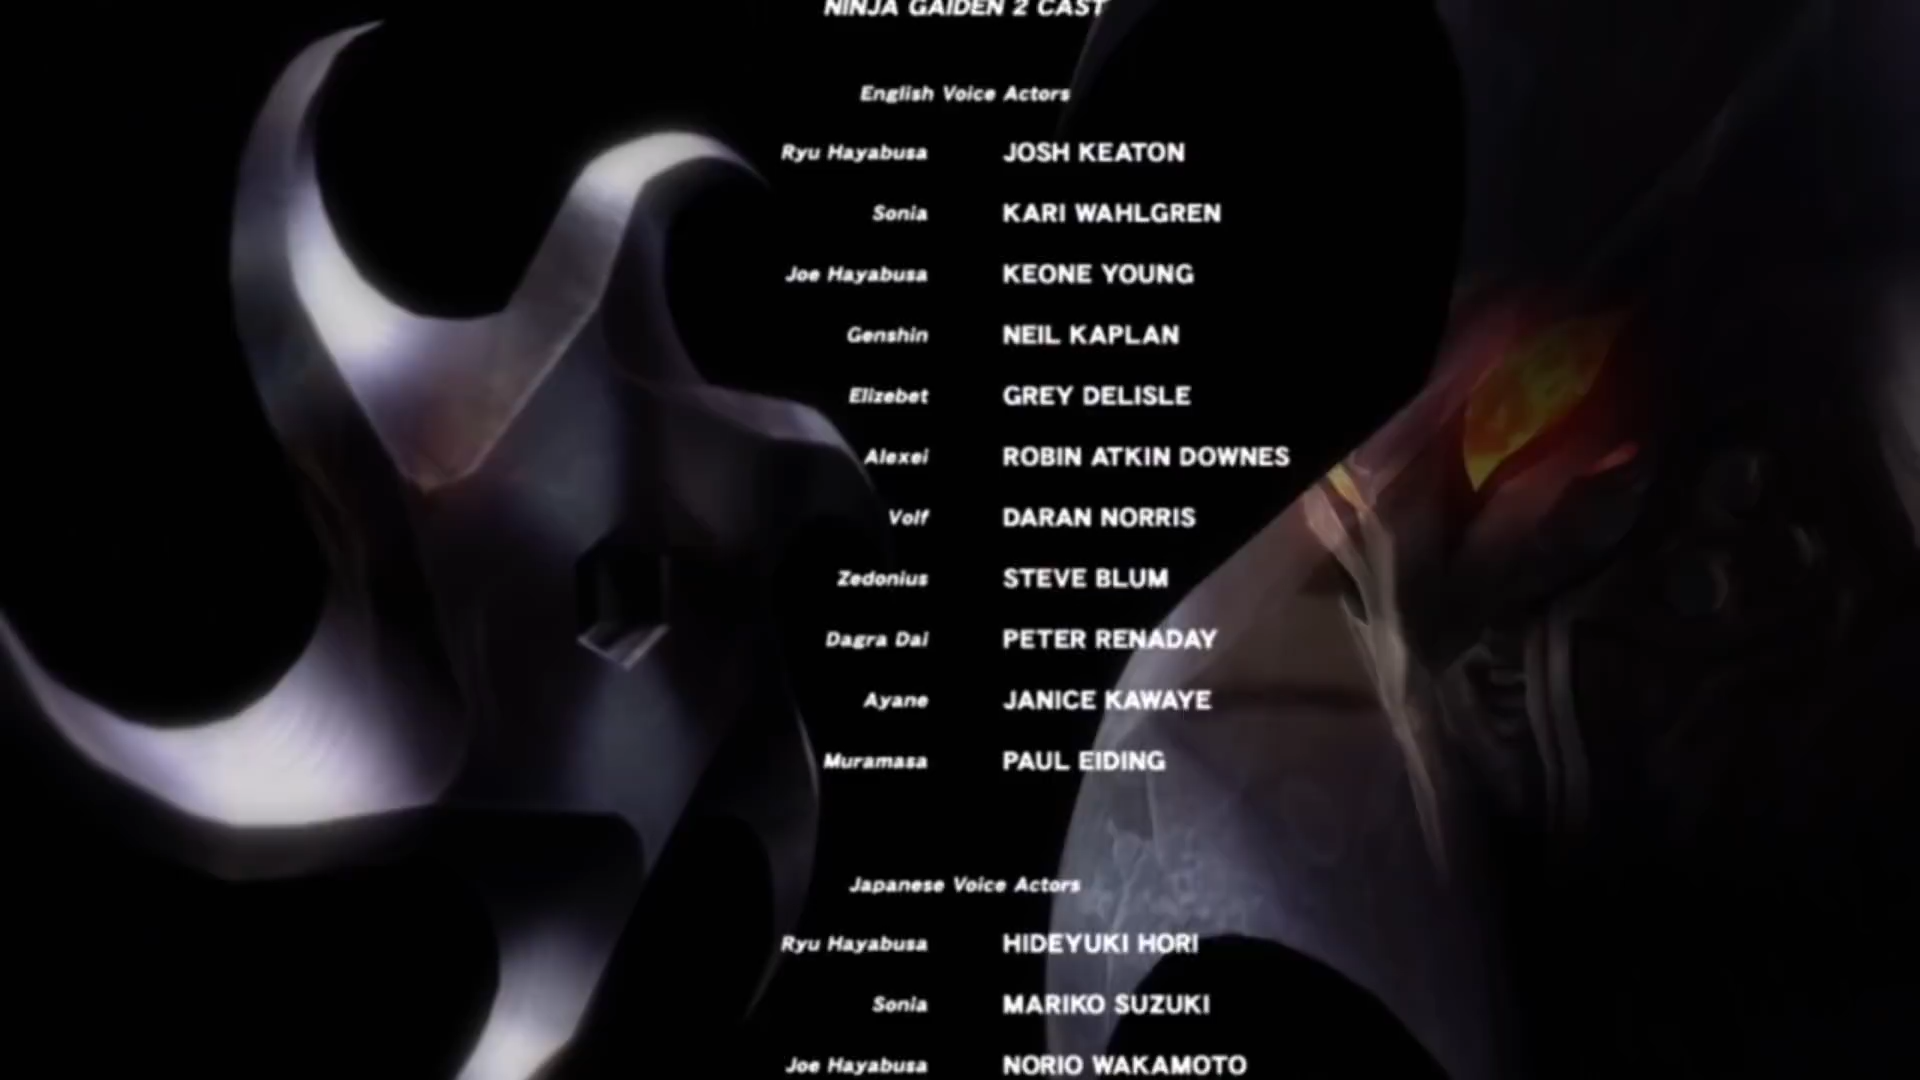 NINJA GAIDEN 2 CAST
English Voice Actors
Ryu Hayabusa JOSH KEATON
Sonia KARI WAHLGREN
Joe Hayabusa KEONE YOUNG
Genshin NEIL KAPLAN
Elizebet GREY DELISLE
Alexei ROBIN ATKIN DOWNES
Volf DARAN NORRIS
Zedonius STEVE BLUM
Dagra Dai PETER RENADAY
Ayane JANICE KAWAYE
Muramasa PAUL EIDING
Japanese Voice Actors
Ryu Hayabusa HIDEYUKI HORI
Sonia MARIKO SUZUKI
Joe Hayabusa NORIO WAKAMOTO